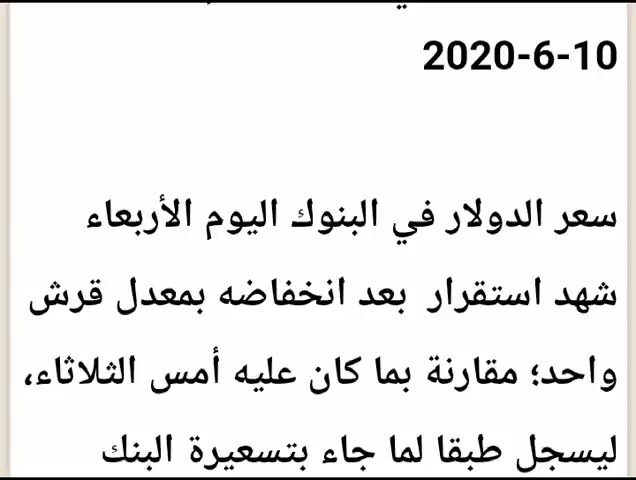 2020-6-10
سعر الدولار في البنوك اليوم الأربعاء
شهد استقرار بعد انخفاضه بمعدل قرش
واحد؛ مقارنة بما كان عليه أمس الثلاثاء،
ليسجل طبقا لما جاء بتسعيرة البنك